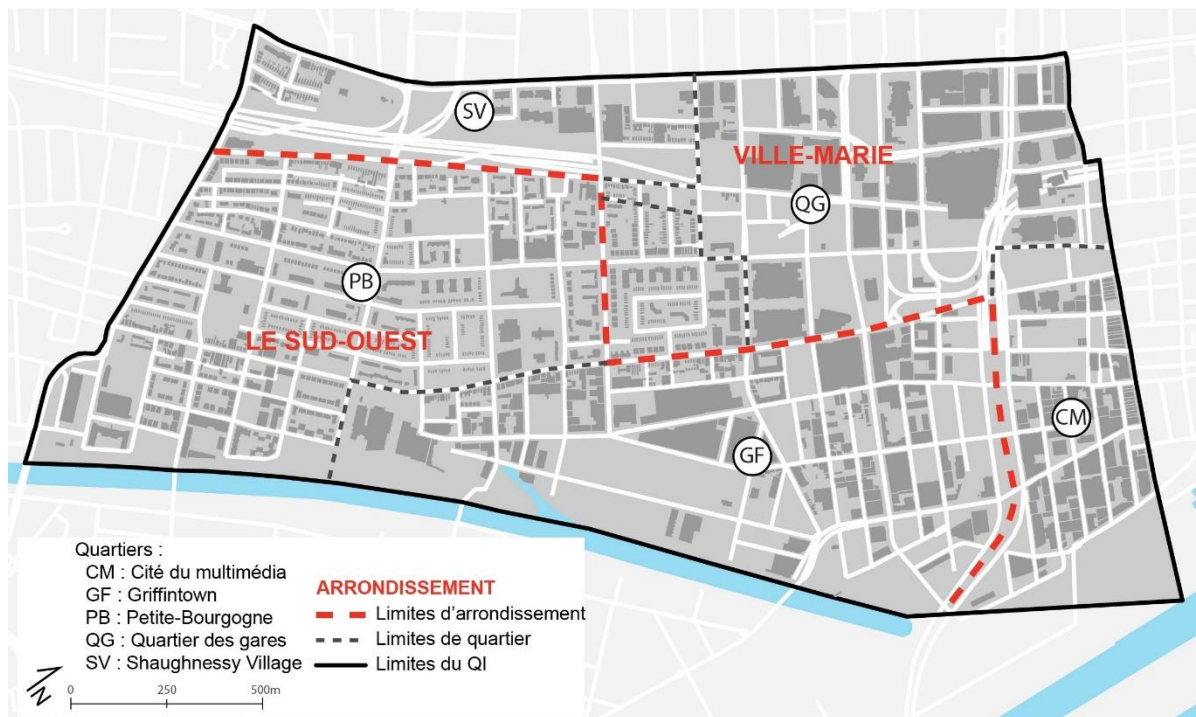 SV
VILLE-MARIE
QG
PB
LE SUD-OUEST
CM
GF
Quartiers :
CM : Cité du multimédia
GF : Griffintown
PB : Petite-Bourgogne
QG : Quartier des gares
SV : Shaughnessy Village
ARRONDISSEMENT
Limites d'arrondissement
Limites de quartier
Limites du QI
N
0 250 500m